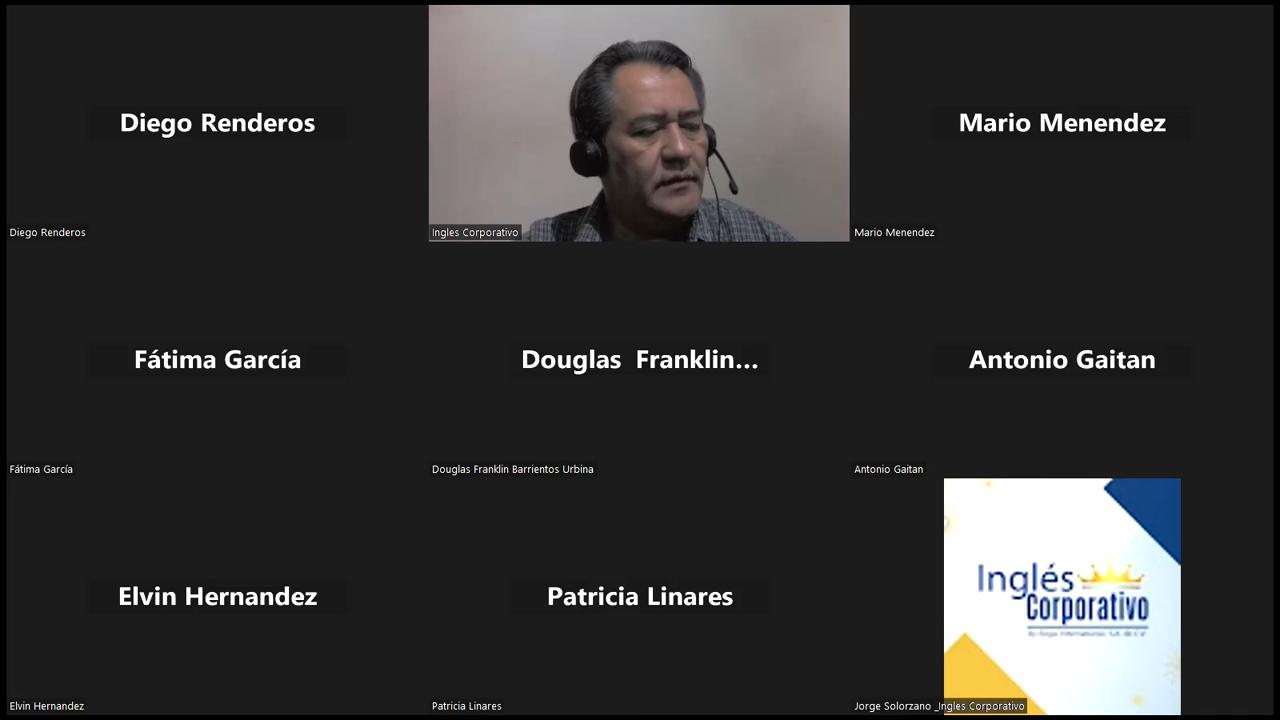 Diego Renderos
Diego Renderos
Ingles Corporativo
Mario Menendez
Mario Menendez
Fátima García
Fátima García
Douglas Franklin...
Douglas Franklin Barrientos Urbina
Antonio Gaitan
Antonio Gaitan
Elvin Hernandez
Elvin Hernandez
Patricia Linares
Patricia Linares
Inglés
Corporativo
Jorge Solorzano _Ingles Corporativo